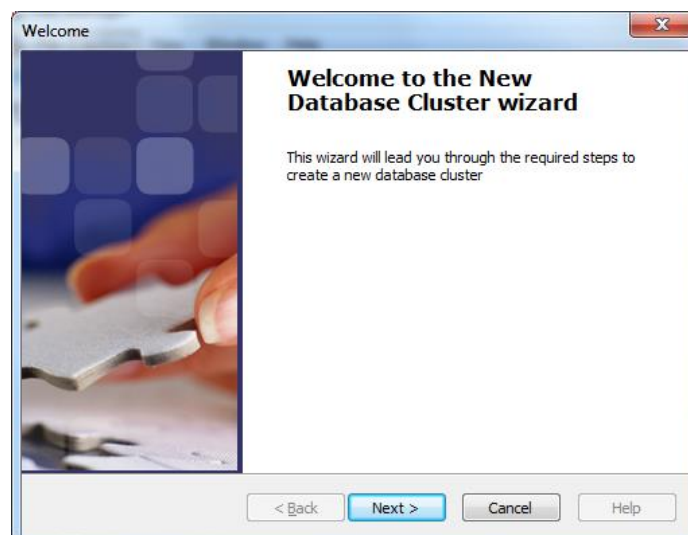 Welcome
Welcome to the New
Database Cluster wizard
This wizard will lead you through the required steps to
create a new database cluster
< Back
Next >
Cancel
Help